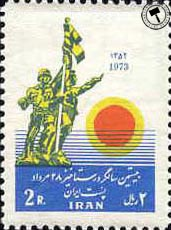 ۱۳۵۲
1973
بیستمین سالگرد رستاخیز ۲۸ مرداد
2 R. پست ایران ۲ ریال
IRAN